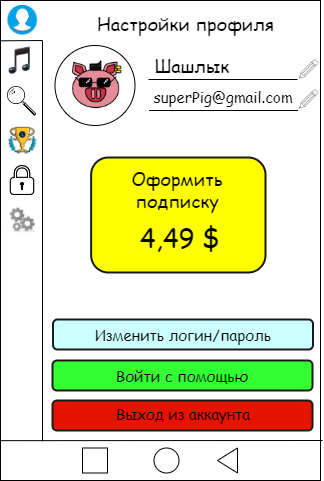 Настройки профиля
Шашлык
superPig@gmail.com
Оформить
подписку
4,49 $
Изменить логин/пароль
Войти с помощью
Выход из аккаунта